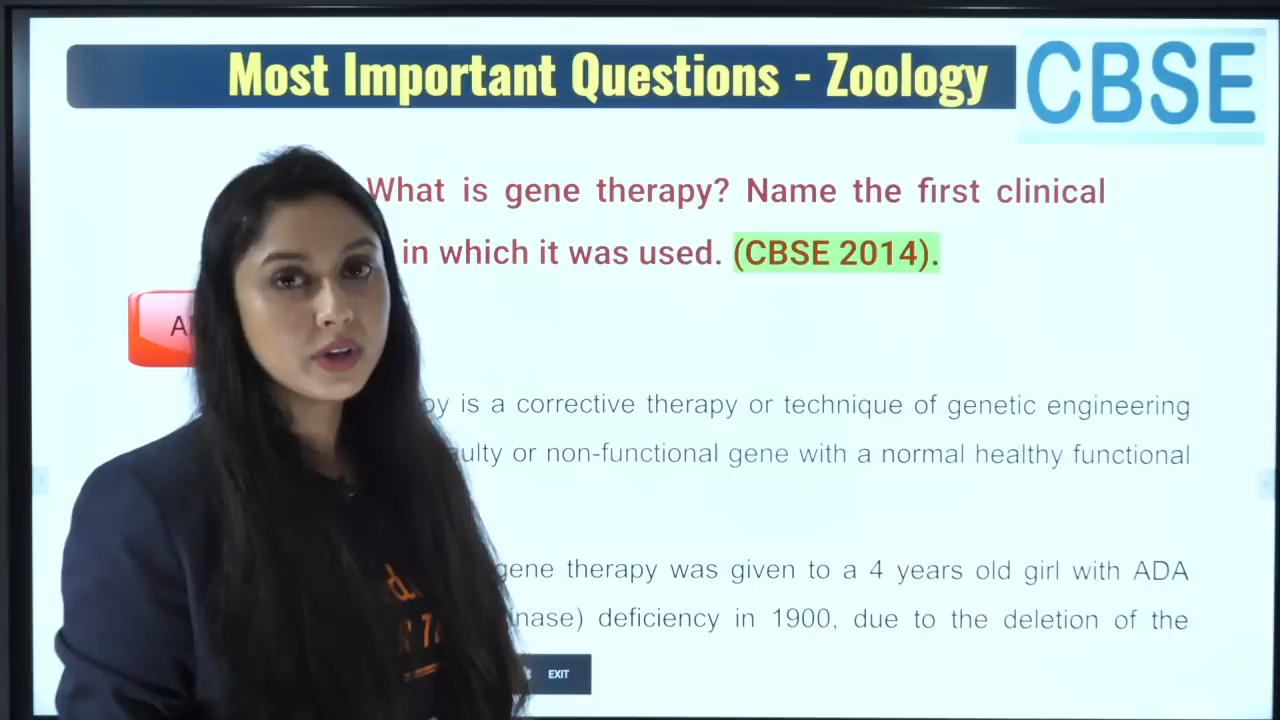 Most Important Questions - Zoology
CBSE
What is gene therapy? Name the first clinical
in which it was used. (CBSE 2014).
is a corrective therapy or technique of genetic engineering
or non-functional gene with a normal healthy functional
gene therapy was given to a 4 years old girl with ADA
deficiency in 1900, due to the deletion of the
EXIT